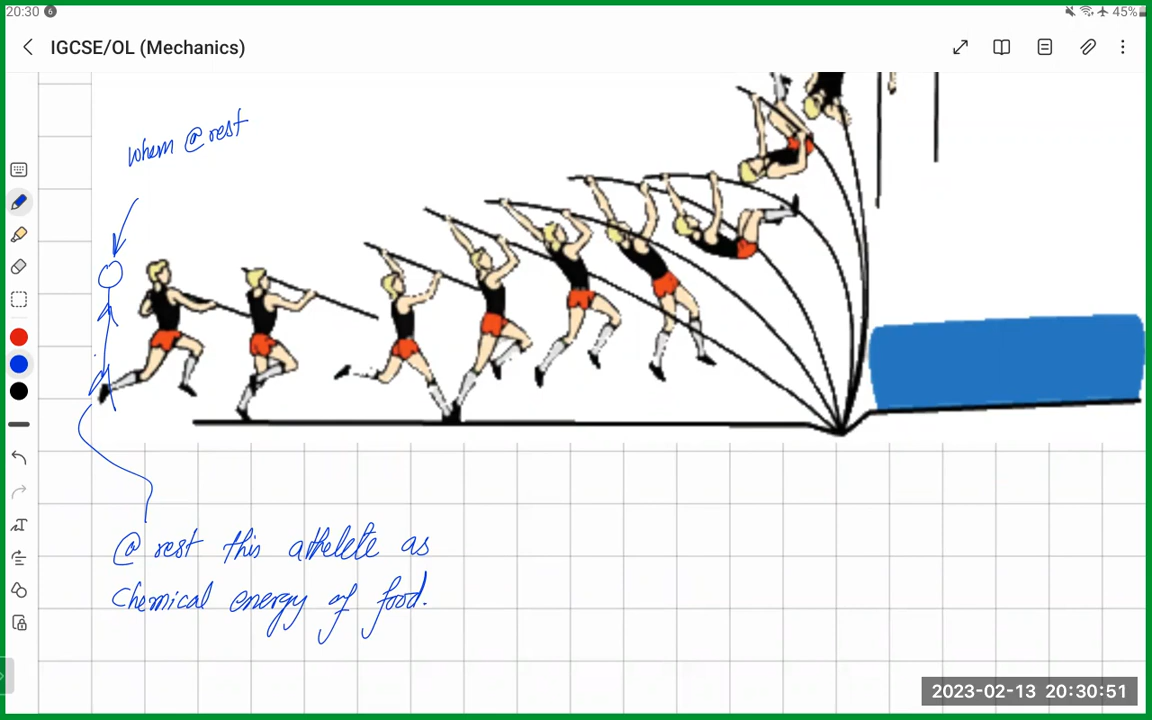 20:30 6 45%
IGCSE/OL (Mechanics)
when @ rest
@ rest this athelete as
chemical energy of food.
2023-02-13 20:30:51